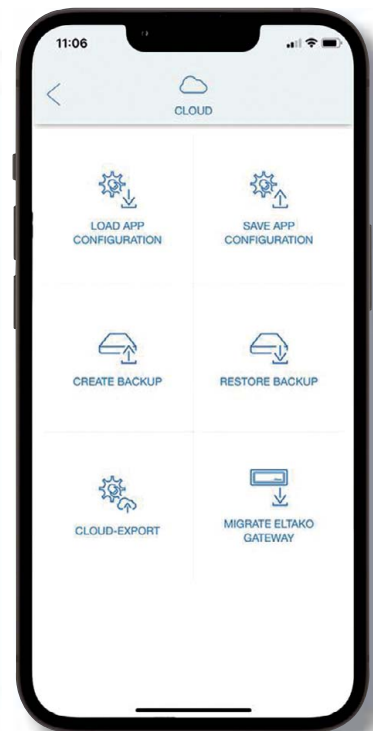 11:06
CLOUD
LOAD APP
CONFIGURATION
SAVE APP
CONFIGURATION
CREATE BACKUP
RESTORE BACKUP
CLOUD-EXPORT
MIGRATE ELTAKO
GATEWAY